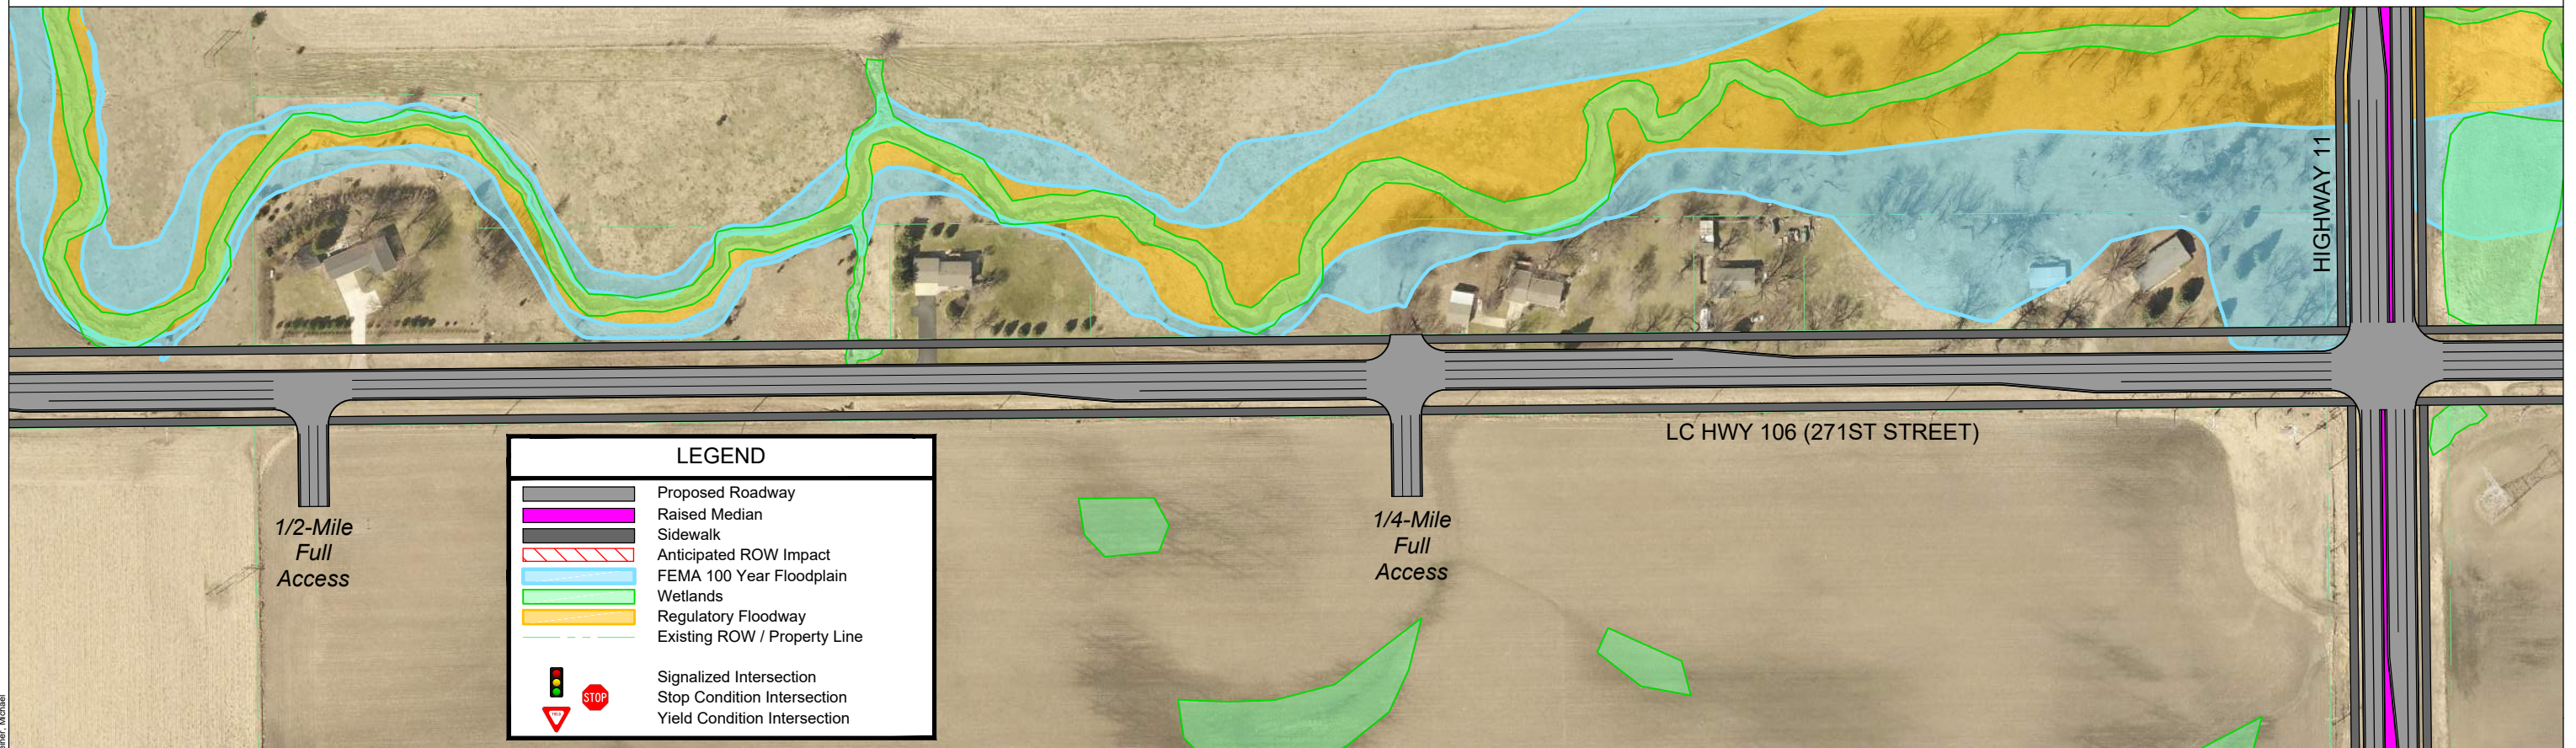 HIGHWAY 11
LC HWY 106 (271ST STREET)
1/2-Mile
Full
Access
1/4-Mile
Full
Access
LEGEND
Proposed Roadway
Raised Median
Sidewalk
Anticipated ROW Impact
FEMA 100 Year Floodplain
Wetlands
Regulatory Floodway
Existing ROW / Property Line
Signalized Intersection
STOP
Stop Condition Intersection
YIELD
Yield Condition Intersection